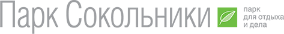 Парк Сокольники
парк
для отдыха
и дела